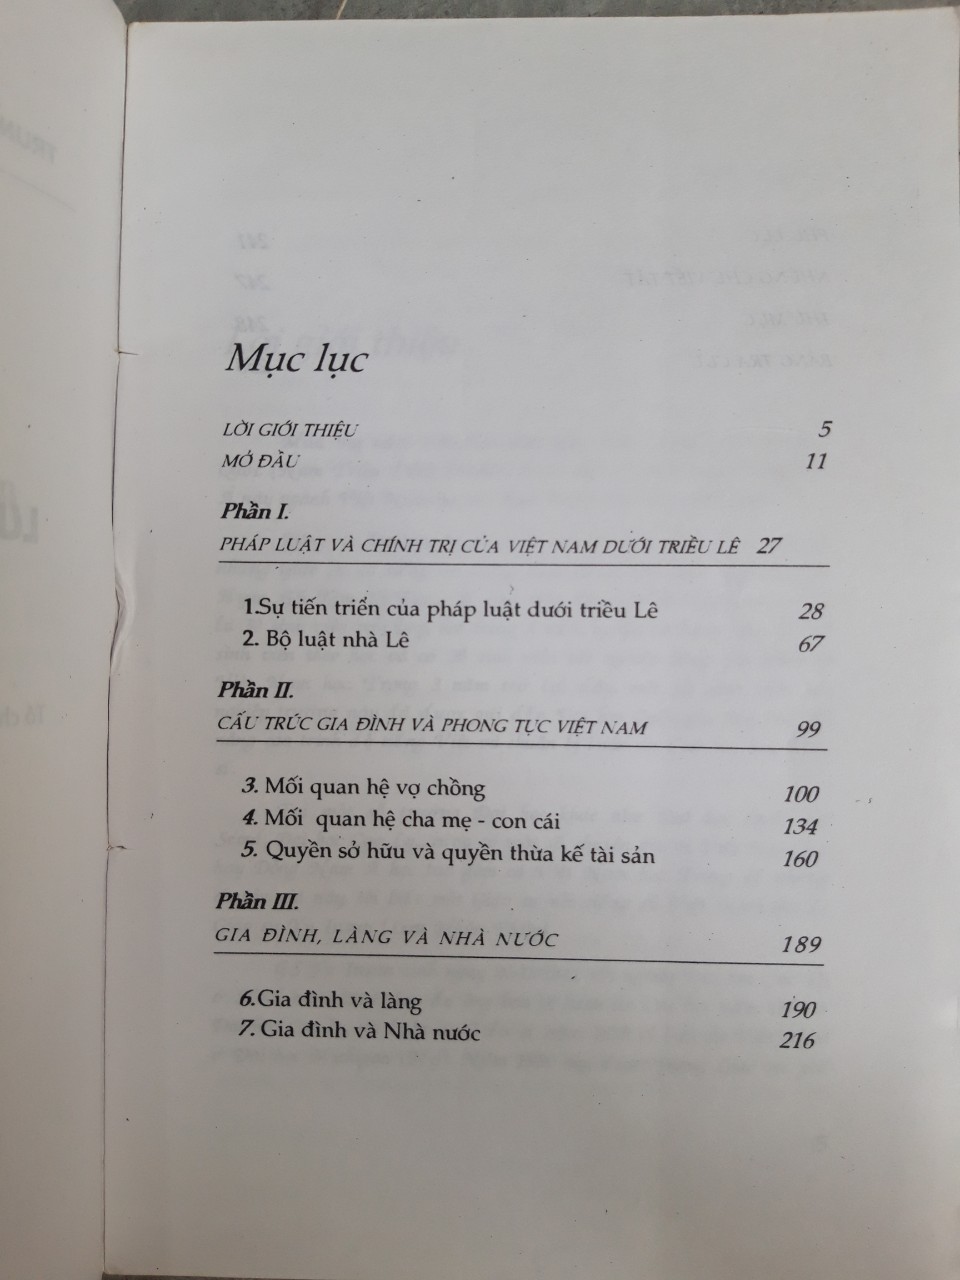 Mục lục
LỜI GIỚI THIỆU 5
MỞ ĐẦU 11
Phần I.
PHÁP LUẬT VÀ CHÍNH TRỊ CỦA VIỆT NAM DƯỚI TRIỀU LÊ 27
1.Sự tiến triển của pháp luật dưới triều Lê 28
2. Bộ luật nhà Lê 67
Phần II.
CẤU TRÚC GIA ĐÌNH VÀ PHONG TỤC VIỆT NAM 99
3. Mối quan hệ vợ chồng 100
4. Mối quan hệ cha mẹ - con cái 134
5. Quyền sở hữu và quyền thừa kế tài sản 160
Phần III.
GIA ĐÌNH, LÀNG VÀ NHÀ NƯỚC 189
6.Gia đình và làng 190
7. Gia đình và Nhà nước 216